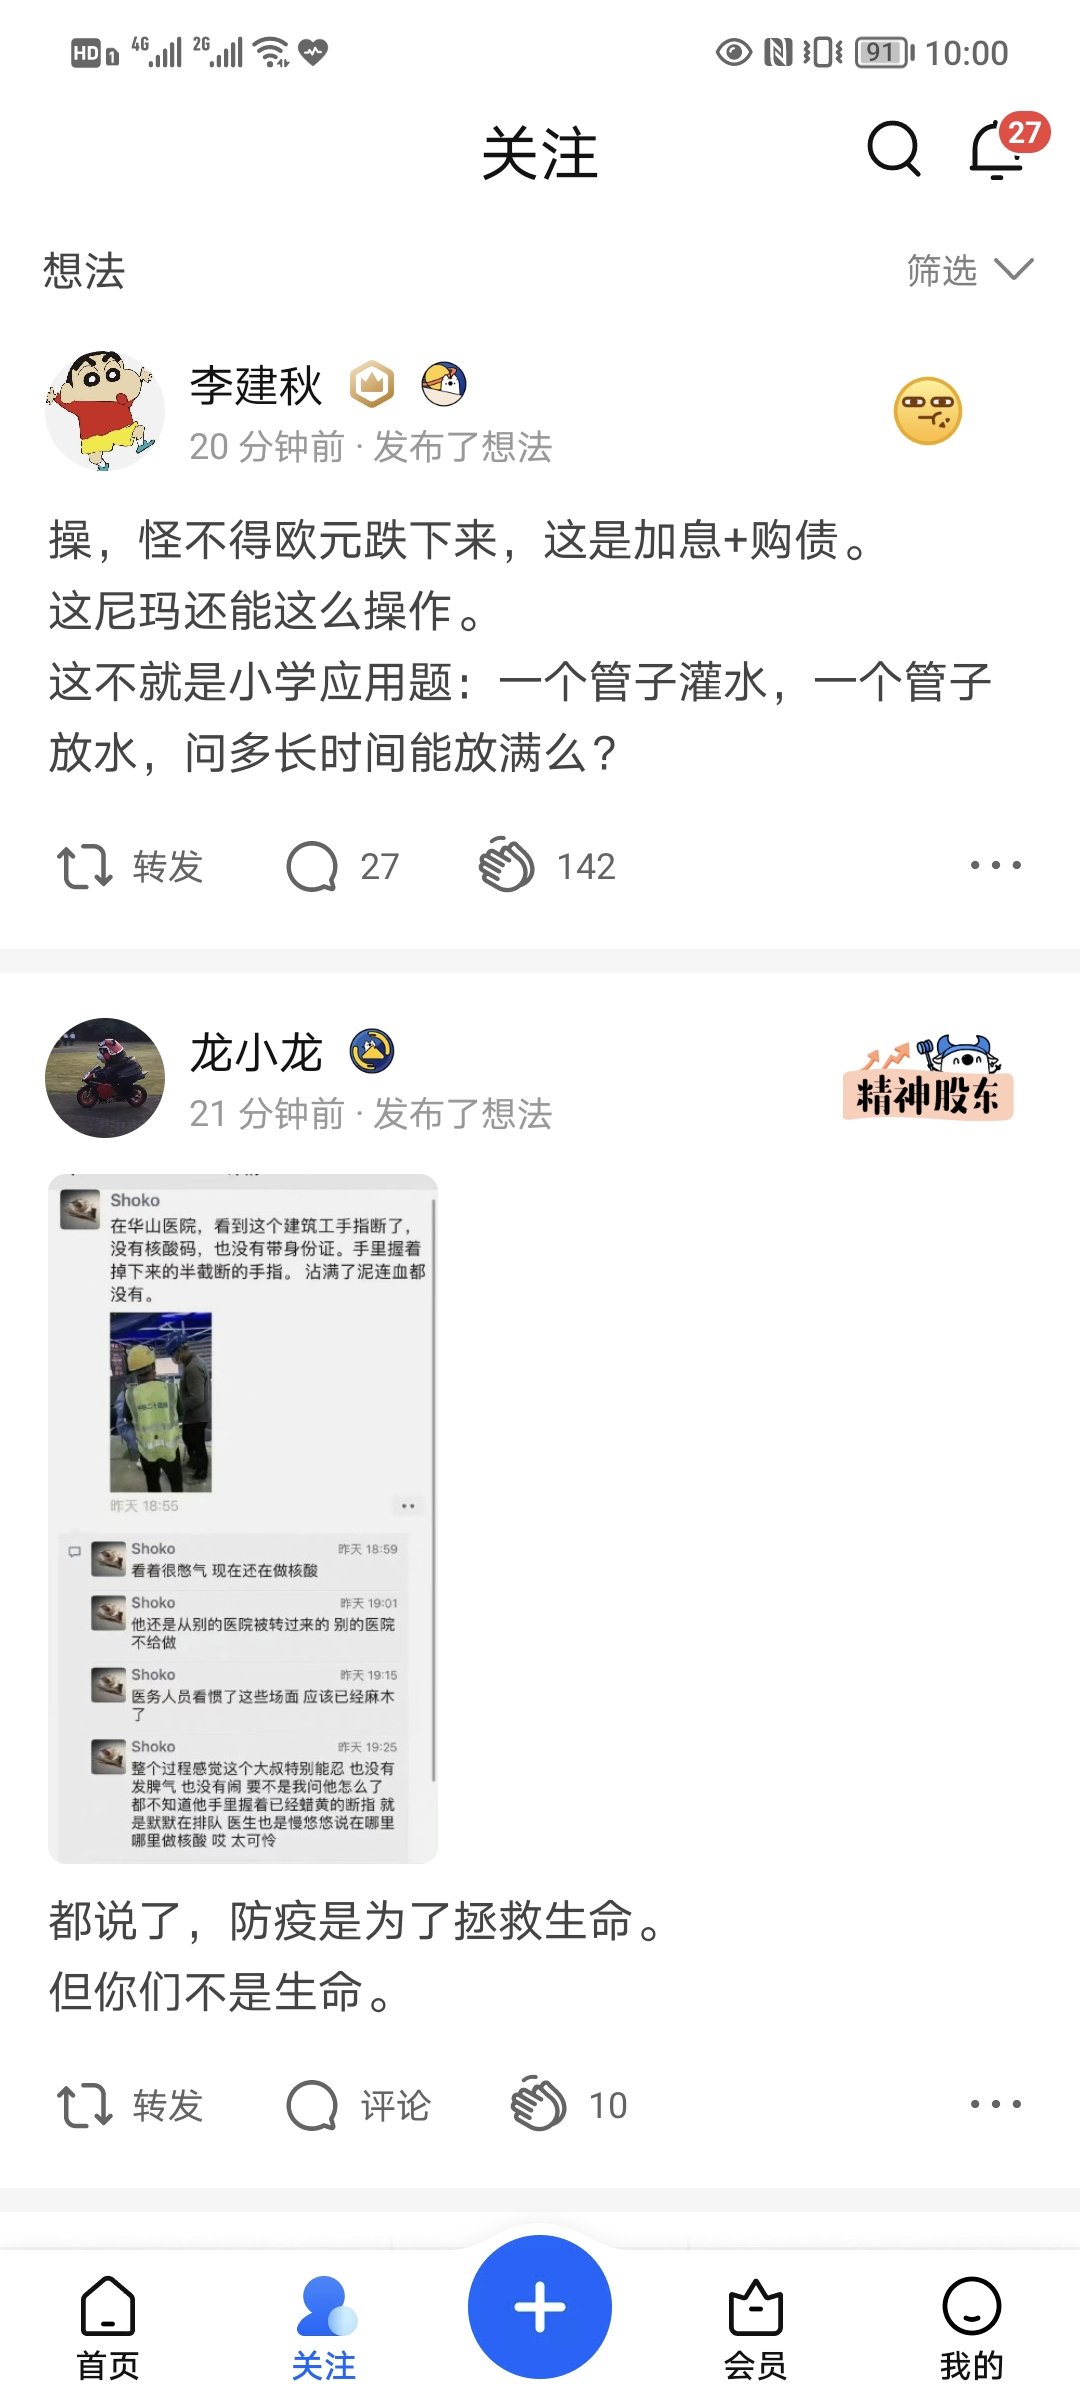 HD 1 4G 2G 91 10:00
关注
27
想法
筛选
李建秋
20 分钟前 · 发布了想法
操，怪不得欧元跌下来，这是加息+购债。
这尼玛还能这么操作。
这不就是小学应用题：一个管子灌水，一个管子
放水，问多长时间能放满么？
转发 27 142
龙小龙
21 分钟前 · 发布了想法
精神股东
Shoko
在华山医院，看到这个建筑工手指断了，
没有核酸码，也没有带身份证。手里握着
掉下来的半截断的手指。 沾满了泥连血都
没有。
昨天 18:55
Shoko 昨天 18:59
看着很憨气 现在还在做核酸
Shoko 昨天 19:01
他还是从别的医院被转过来的 别的医院
不给做
Shoko 昨天 19:15
医务人员看惯了这些场面 应该已经麻木
了
Shoko 昨天 19:25
整个过程感觉这个大叔特别能忍 也没有
发脾气 也没有闹 要不是我问他怎么了
都不知道他手里握着已经蜡黄的断指 就
是默默在排队 医生也是慢悠悠说在哪里
哪里做核酸 哎 太可怜
都说了，防疫是为了拯救生命。
但你们不是生命。
转发 评论 10
首页 关注 会员 我的